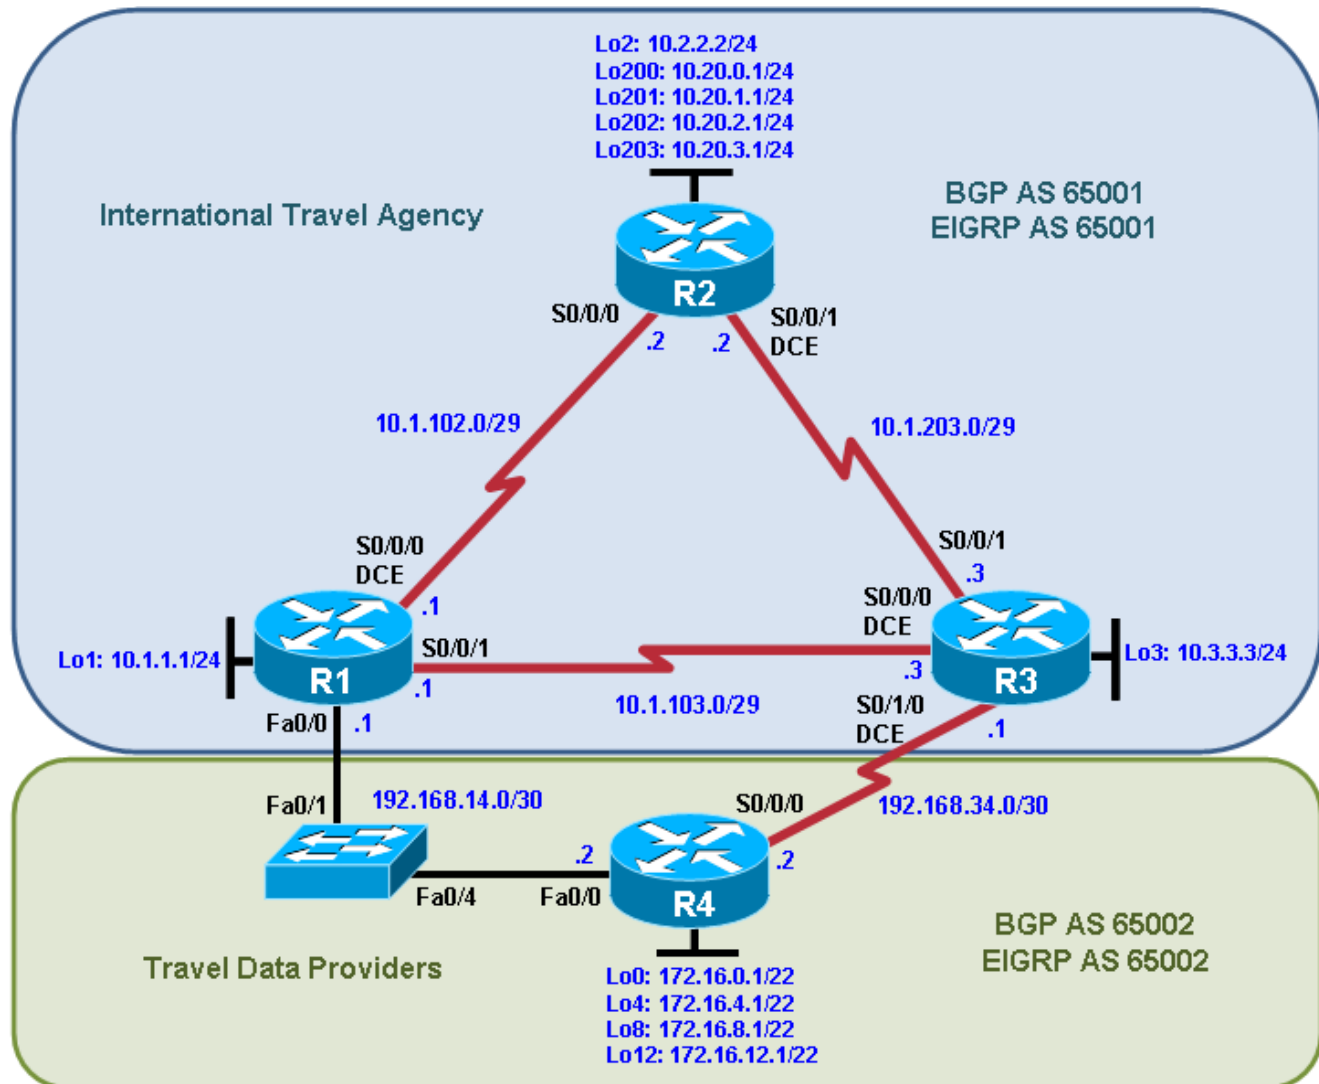 Lo2: 10.2.2.2/24
Lo200: 10.20.0.1/24
Lo201: 10.20.1.1/24
Lo202: 10.20.2.1/24
Lo203: 10.20.3.1/24
International Travel Agency
BGP AS 65001
EIGRP AS 65001
R2
S0/0/0
.2
.2
S0/0/1
DCE
10.1.102.0/29
10.1.203.0/29
S0/0/0
DCE
.1
S0/0/1
.3
S0/0/0
DCE
Lo1: 10.1.1.1/24
R1
S0/0/1
.1
10.1.103.0/29
.3
R3
Lo3: 10.3.3.3/24
Fa0/0
.1
S0/1/0
DCE
.1
Fa0/1
192.168.14.0/30
S0/0/0
192.168.34.0/30
.2
.2
Fa0/4
Fa0/0
R4
Travel Data Providers
BGP AS 65002
EIGRP AS 65002
Lo0: 172.16.0.1/22
Lo4: 172.16.4.1/22
Lo8: 172.16.8.1/22
Lo12: 172.16.12.1/22